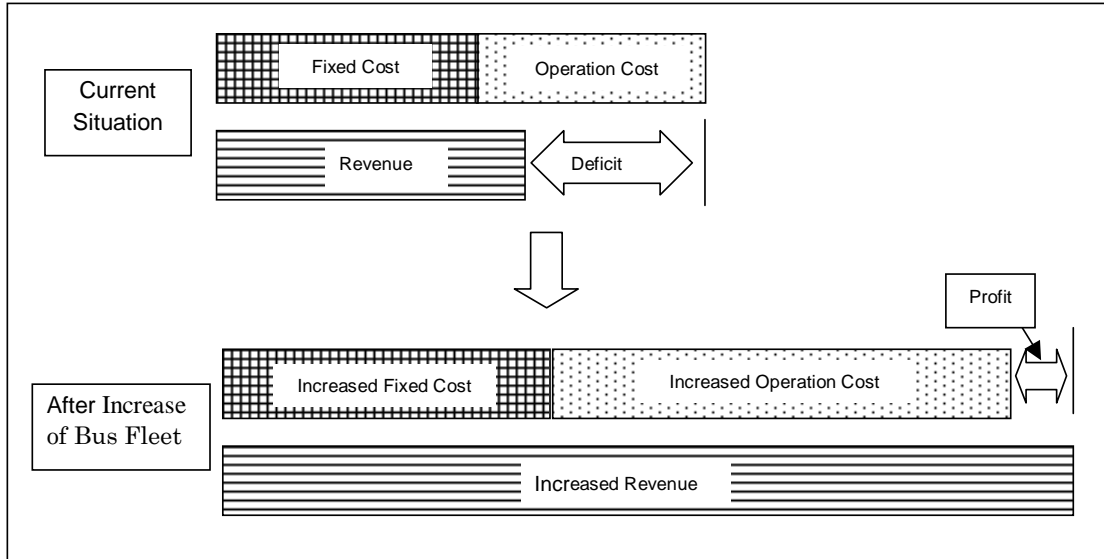 Fixed Cost
Operation Cost
Current
Situation
Revenue
Deficit
Profit
Increased Fixed Cost
Increased Operation Cost
After Increase
of Bus Fleet
Increased Revenue